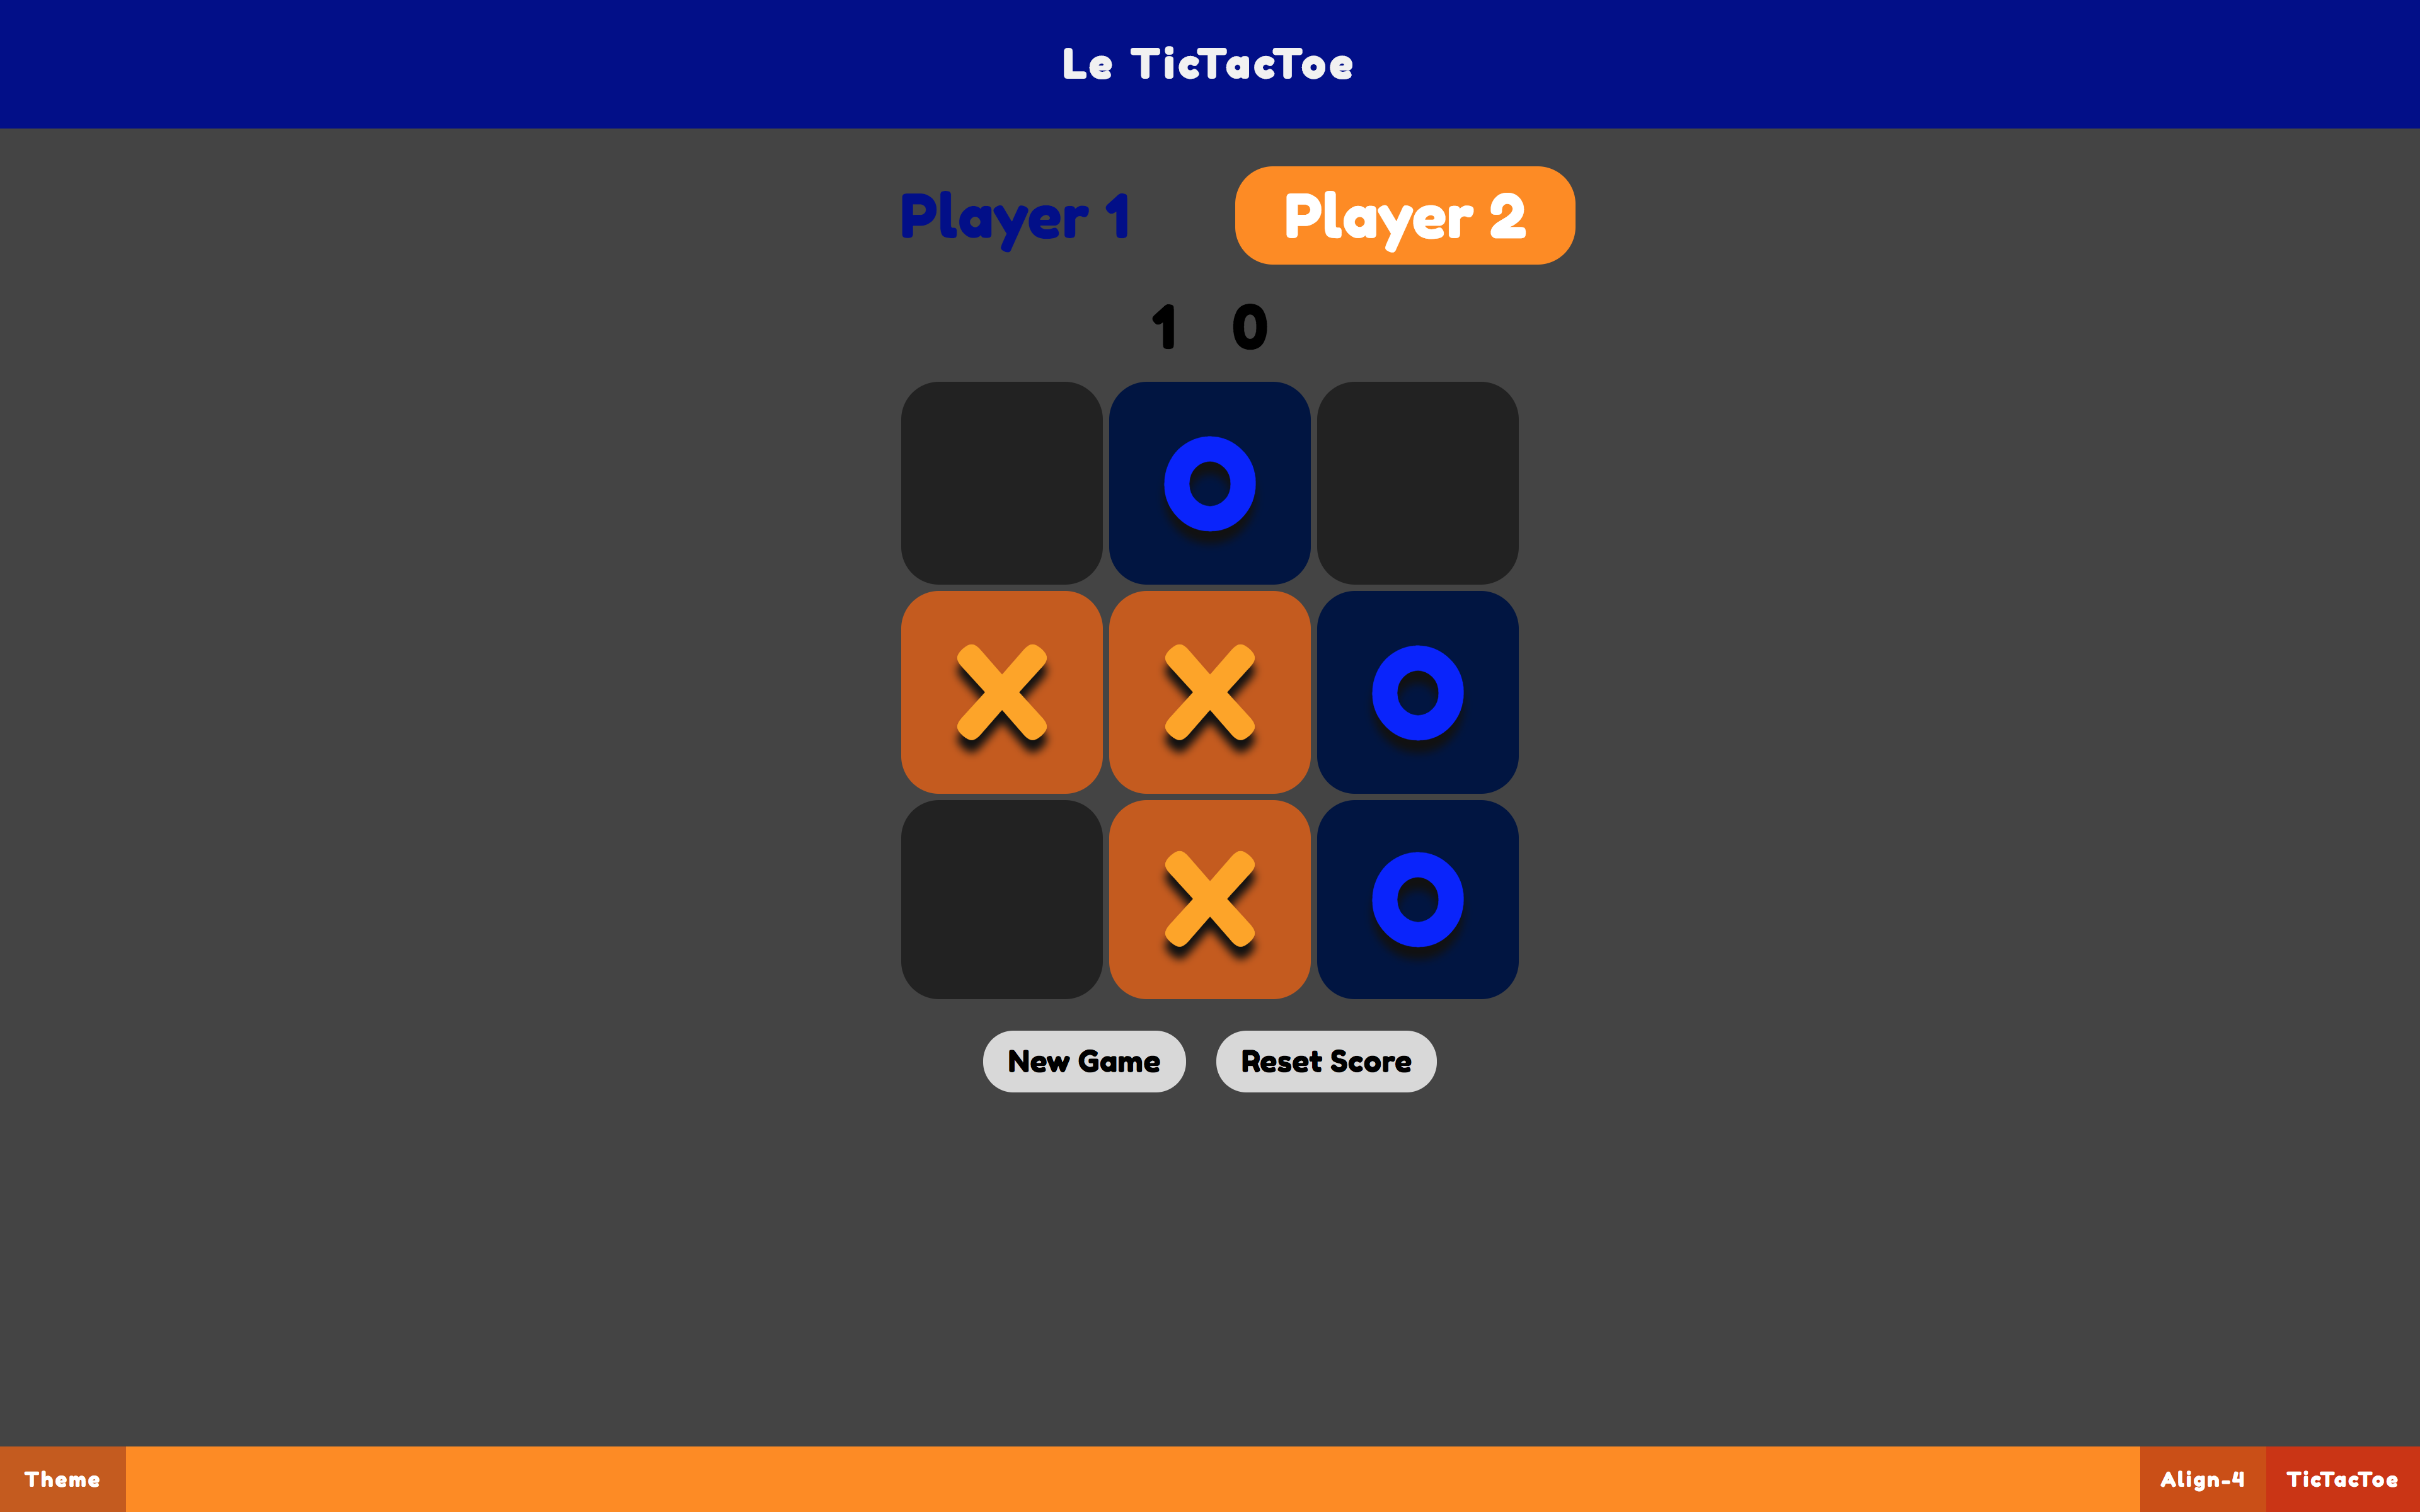 Le TicTacToe
Player 1 Player 2
1 0
O
X X O
X O
New Game Reset Score
Theme Align-4 TicTacToe